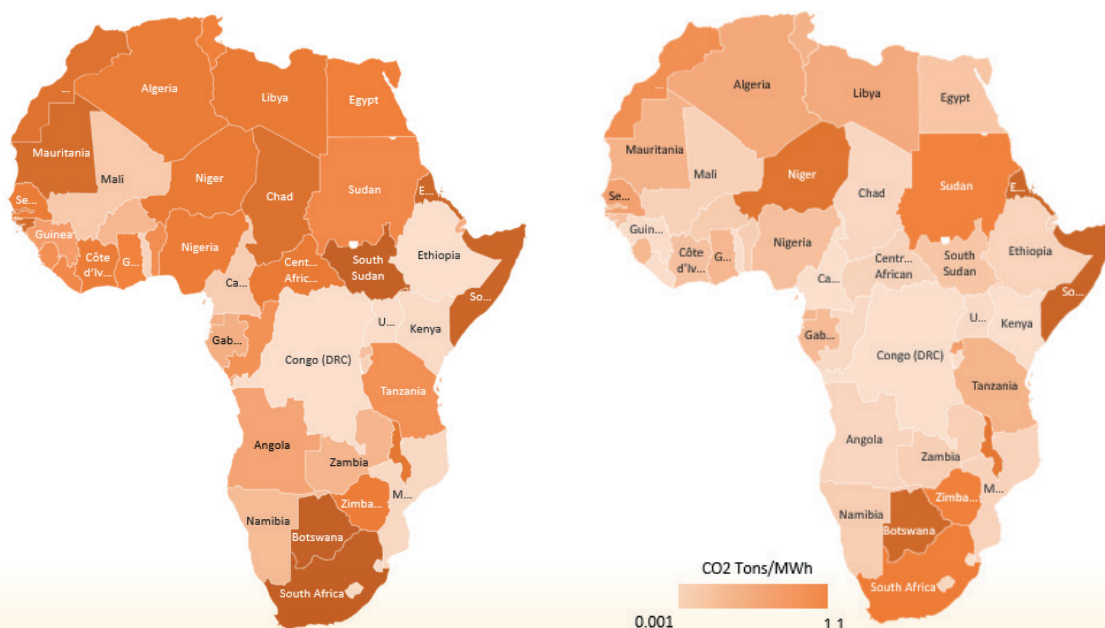 ...
Algeria
Libya
Egypt
Mauritania
Mali
Niger
Chad
Sudan
E...
Se...
Guinea
Côte
d'Iv...
G...
Nigeria
Cent...
Afric...
South
Sudan
Ethiopia
So...
Ca...
U...
Kenya
Gab...
Congo (DRC)
Tanzania
Angola
Zambia
M...
Zimba...
Namibia
Botswana
South Africa
...
Algeria
Libya
Egypt
Mauritania
Mali
Niger
Chad
Sudan
E...
Se...
Guin...
Côte
d'Iv...
G...
Nigeria
Centr...
African
South
Sudan
Ethiopia
So...
Ca...
U...
Kenya
Gab...
Congo (DRC)
Tanzania
Angola
Zambia
M...
Zimba...
Namibia
Botswana
South Africa
CO2 Tons/MWh
0.001
1.1